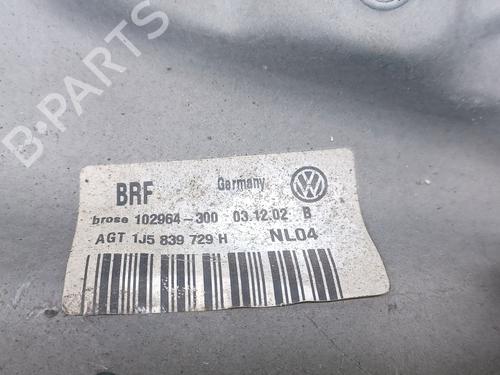 B-PARTS
BRF Germany
brose 102964-300 03.12.02 B
AGT 1J5 839 729 H NL04